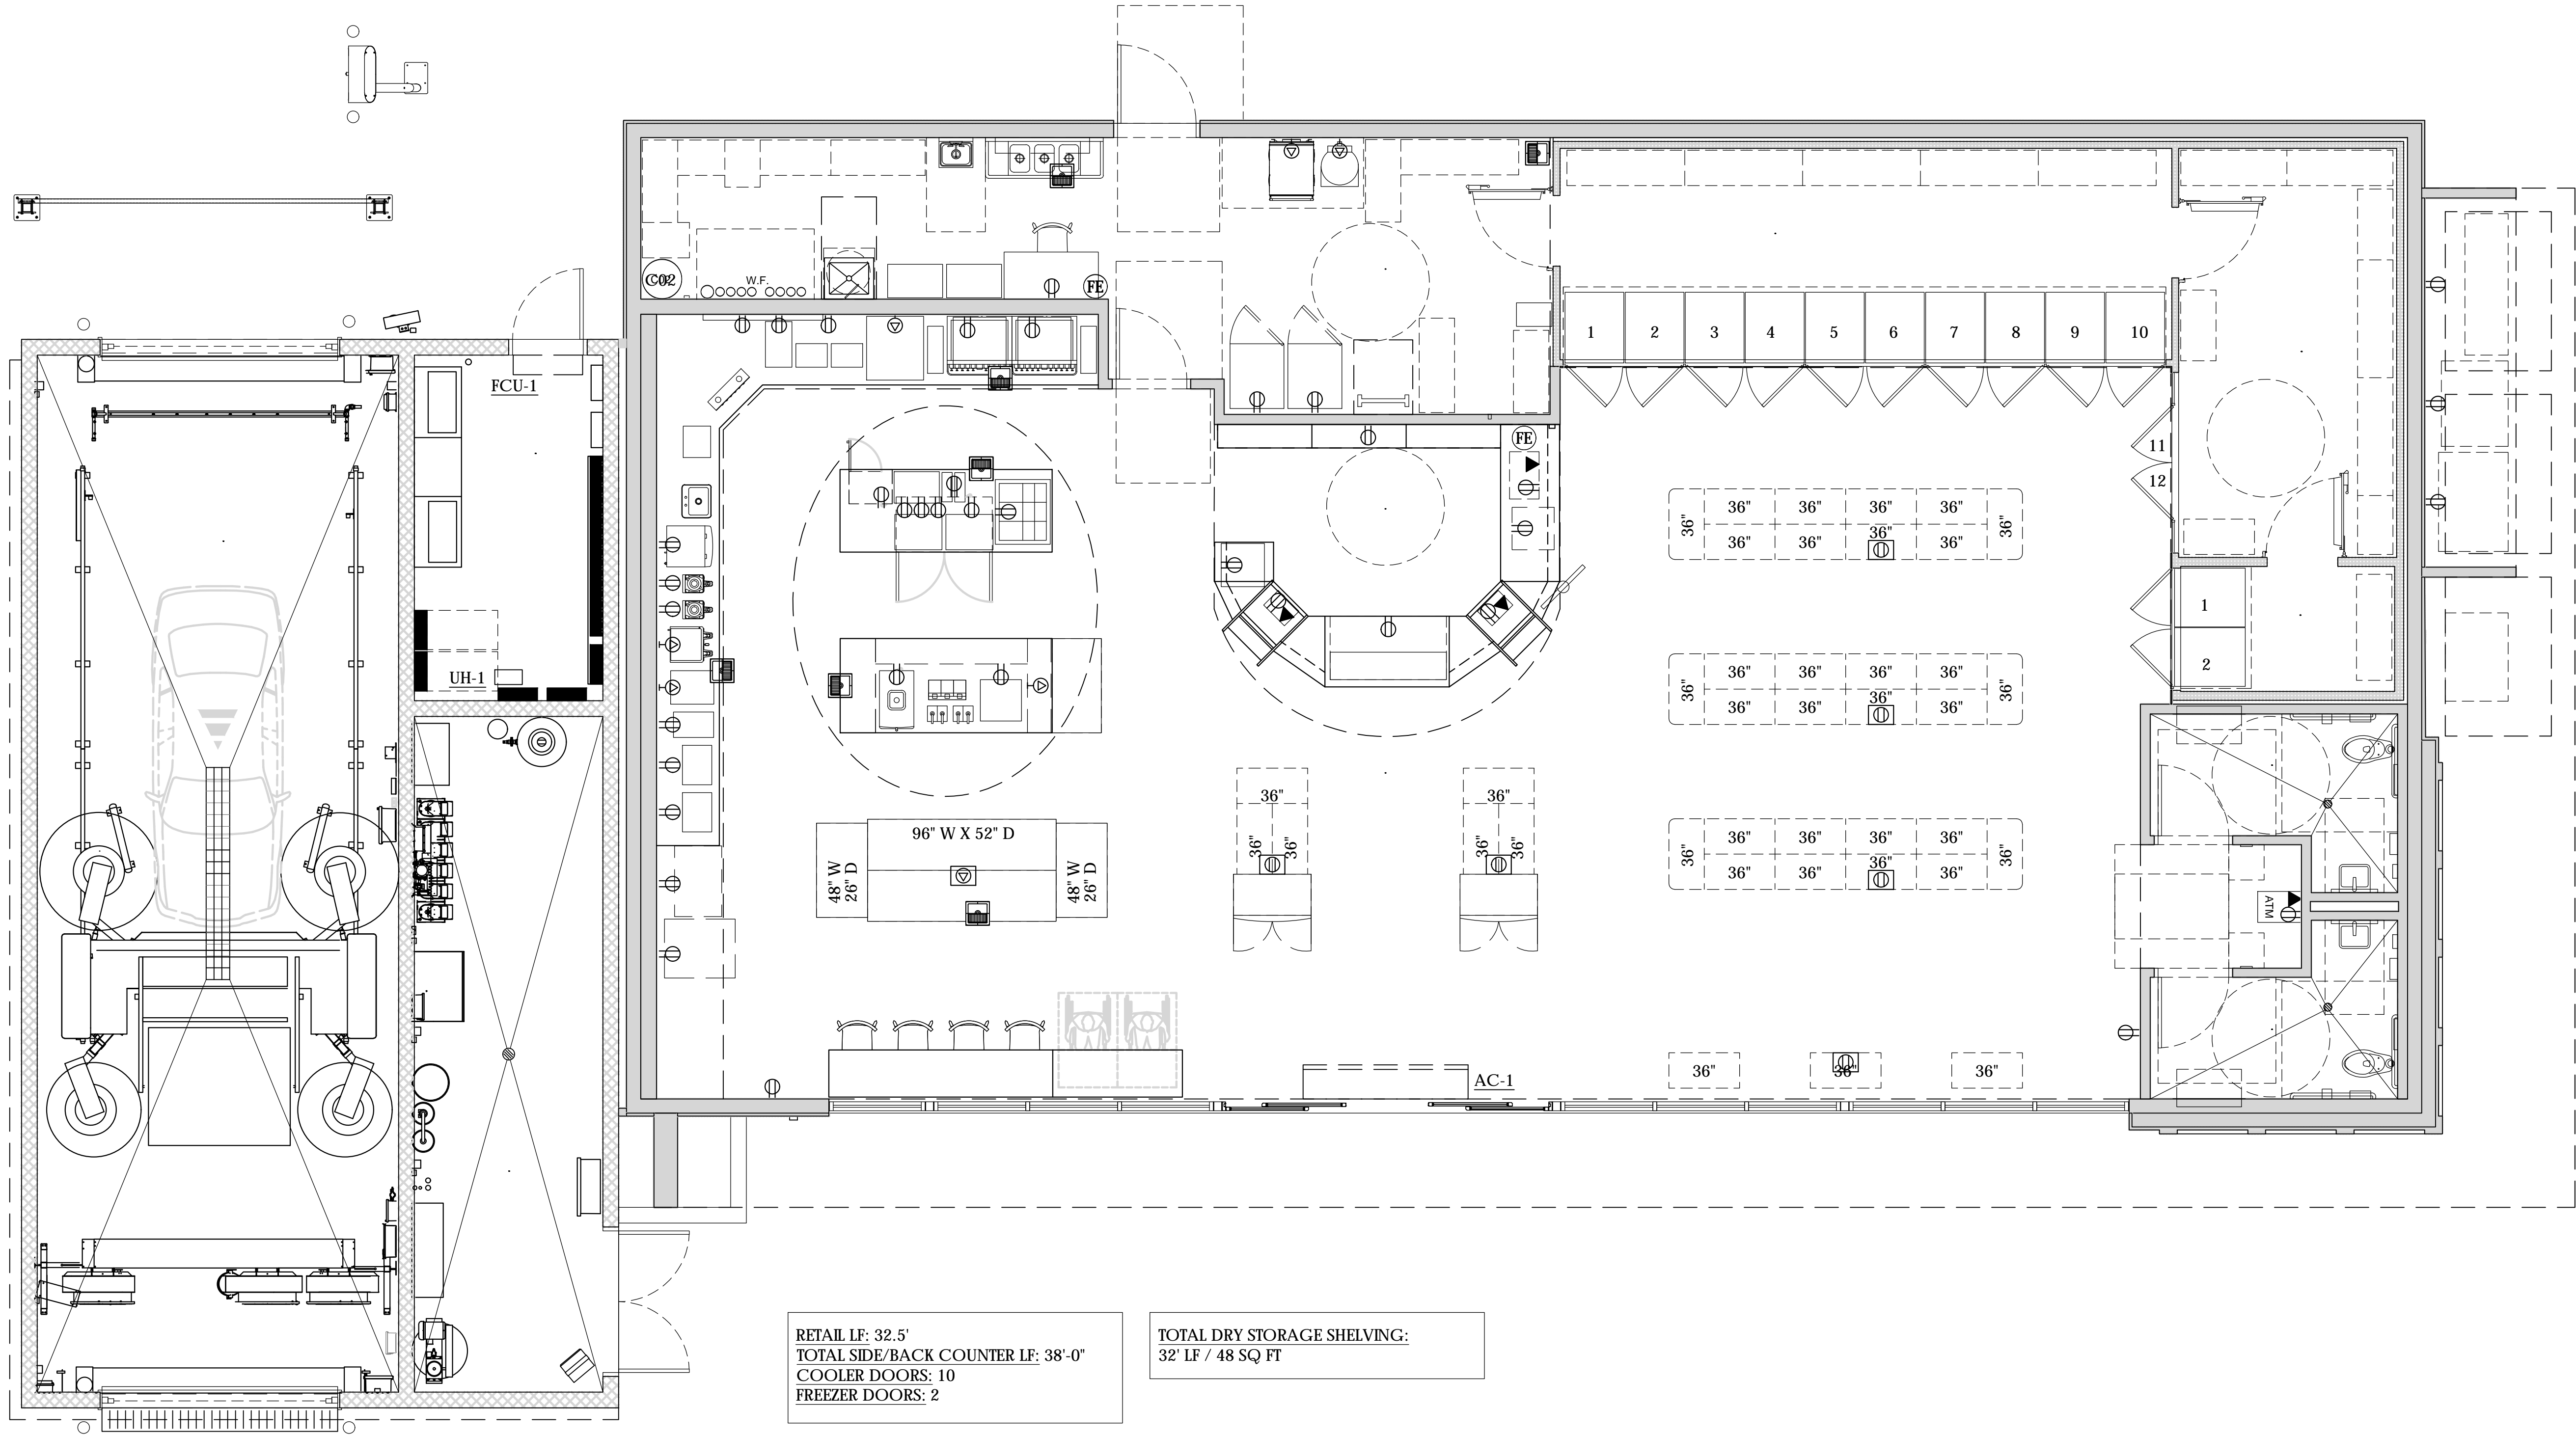 C02
W.F.
FE
FCU-1
1 2 3 4 5 6 7 8 9 10
FE
11
12
36" 36" 36" 36" 36" 36"
36" 36" 36" 36"
36"
1
2
UH-1
36" 36" 36" 36" 36" 36"
36" 36" 36" 36"
36"
36" 36"
36" 36" 36" 36"
96" W X 52" D
48" W
26" D
48" W
26" D
36" 36" 36" 36" 36" 36"
36" 36" 36" 36"
36"
ATM
AC-1
36" 36" 36"
RETAIL LF: 32.5'
TOTAL SIDE/BACK COUNTER LF: 38'-0"
COOLER DOORS: 10
FREEZER DOORS: 2
TOTAL DRY STORAGE SHELVING:
32' LF / 48 SQ FT